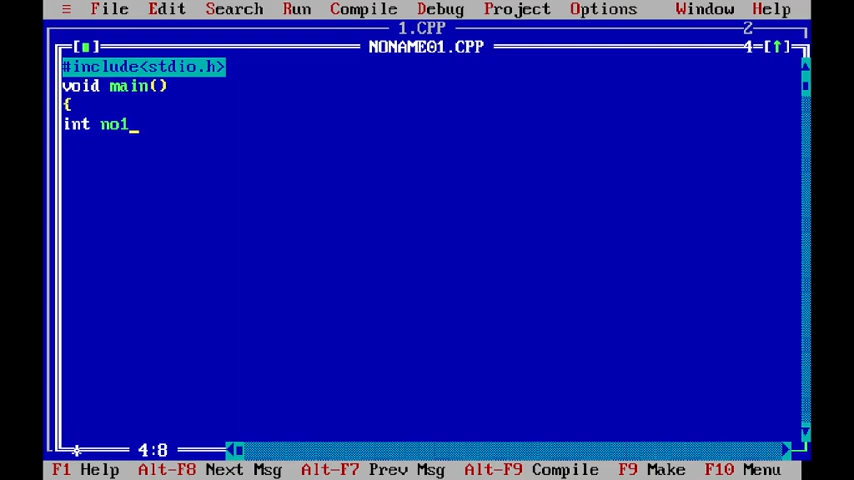 ≡ File Edit Search Run Compile Debug Project Options Window Help
1.CPP 2
[■] NONAME01.CPP 4=[↑]
#include<stdio.h>
void main()
{
int no1_
* 4:8
F1 Help Alt-F8 Next Msg Alt-F7 Prev Msg Alt-F9 Compile F9 Make F10 Menu